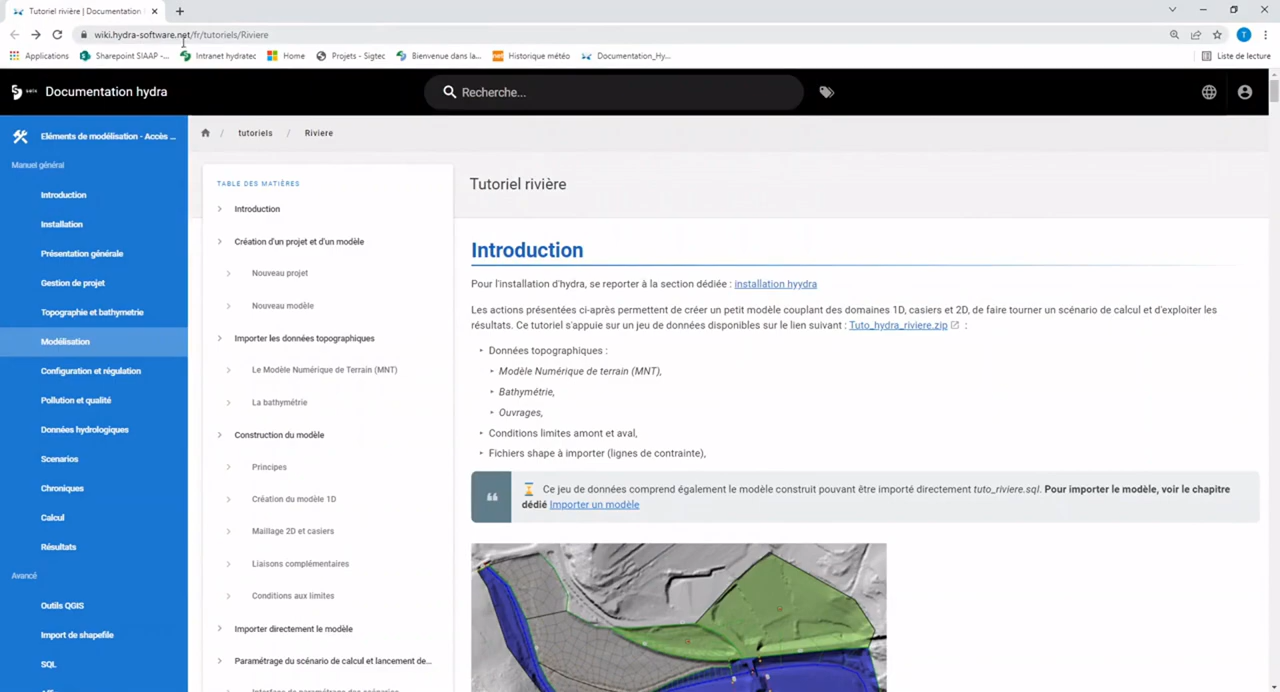 Tutoriel rivière | Documentation
wiki.hydra-software.net/fr/tutoriels/Riviere
T
Applications
Sharepoint SIAAP -...
Intranet hydratec
Home
Projets - Sigtec
Bienvenue dans la...
Historique météo
Documentation_Hy...
Liste de lecture
Documentation hydra
Recherche...
Eléments de modélisation - Accès ...
Manuel général
Introduction
Installation
Présentation générale
Gestion de projet
Topographie et bathymetrie
Modélisation
Configuration et régulation
Pollution et qualité
Données hydrologiques
Scenarios
Chroniques
Calcul
Résultats
Avancé
Outils QGIS
Import de shapefile
SQL
/ tutoriels / Riviere
TABLE DES MATIÈRES
Introduction
Création d'un projet et d'un modèle
Nouveau projet
Nouveau modèle
Importer les données topographiques
Le Modèle Numérique de Terrain (MNT)
La bathymétrie
Construction du modèle
Principes
Création du modèle 1D
Maillage 2D et casiers
Liaisons complémentaires
Conditions aux limites
Importer directement le modèle
Paramétrage du scénario de calcul et lancement de...
Interface de paramétrage des scénarios
Tutoriel rivière
Introduction
Pour l'installation d'hydra, se reporter à la section dédiée : installation hyydra
Les actions présentées ci-après permettent de créer un petit modèle couplant des domaines 1D, casiers et 2D, de faire tourner un scénario de calcul et d'exploiter les
résultats. Ce tutoriel s'appuie sur un jeu de données disponibles sur le lien suivant : Tuto_hydra_riviere.zip :
Données topographiques :
Modèle Numérique de terrain (MNT),
Bathymétrie,
Ouvrages,
Conditions limites amont et aval,
Fichiers shape à importer (lignes de contrainte),
Ce jeu de données comprend également le modèle construit pouvant être importé directement tuto_riviere.sql. Pour importer le modèle, voir le chapitre
dédié Importer un modèle